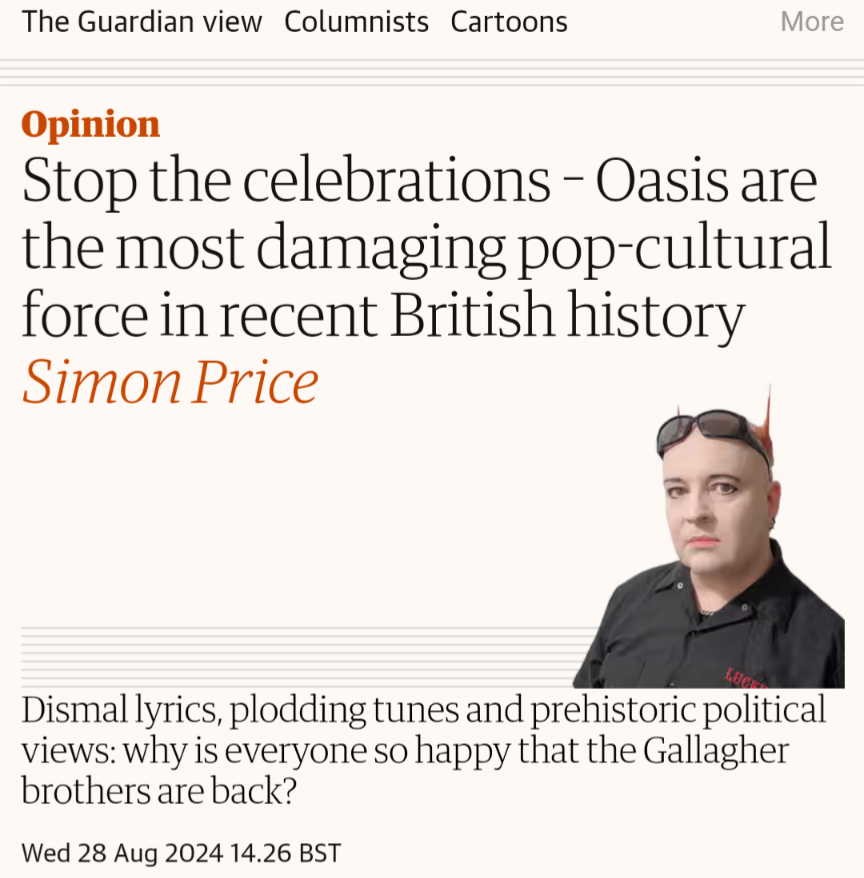 The Guardian view Columnists Cartoons More
Opinion
Stop the celebrations – Oasis are
the most damaging pop-cultural
force in recent British history
Simon Price
Dismal lyrics, plodding tunes and prehistoric political
views: why is everyone so happy that the Gallagher
brothers are back?
Wed 28 Aug 2024 14.26 BST